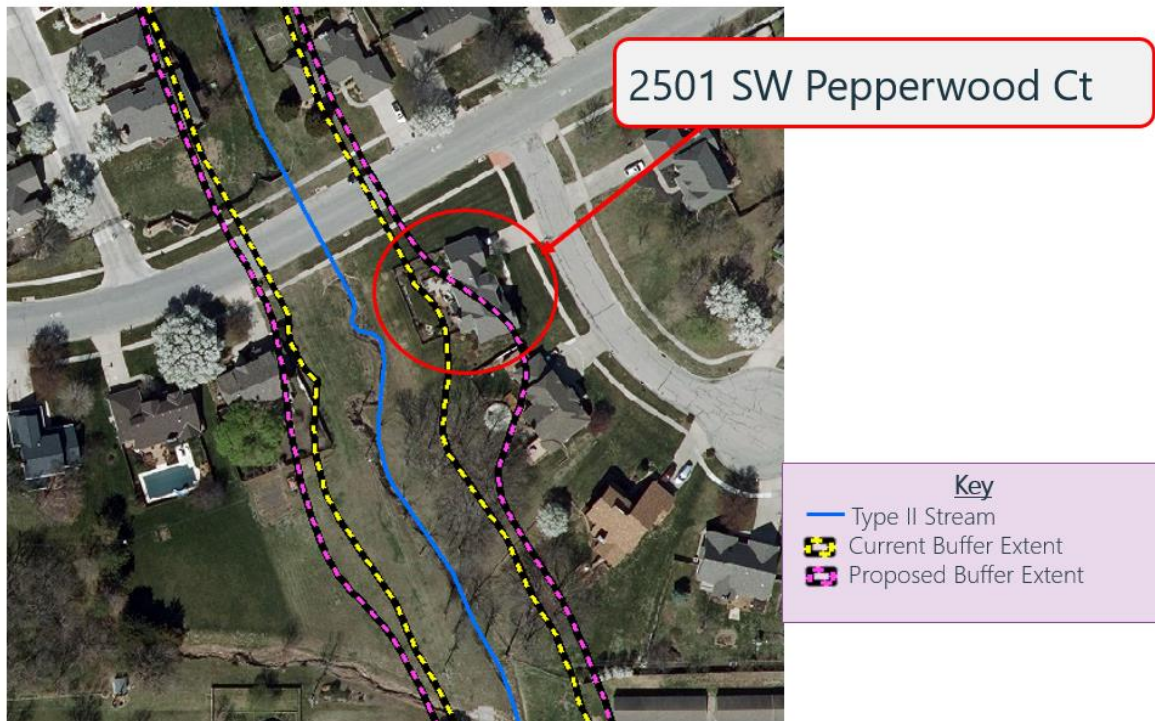 2501 SW Pepperwood Ct
Key
Type II Stream
Current Buffer Extent
Proposed Buffer Extent